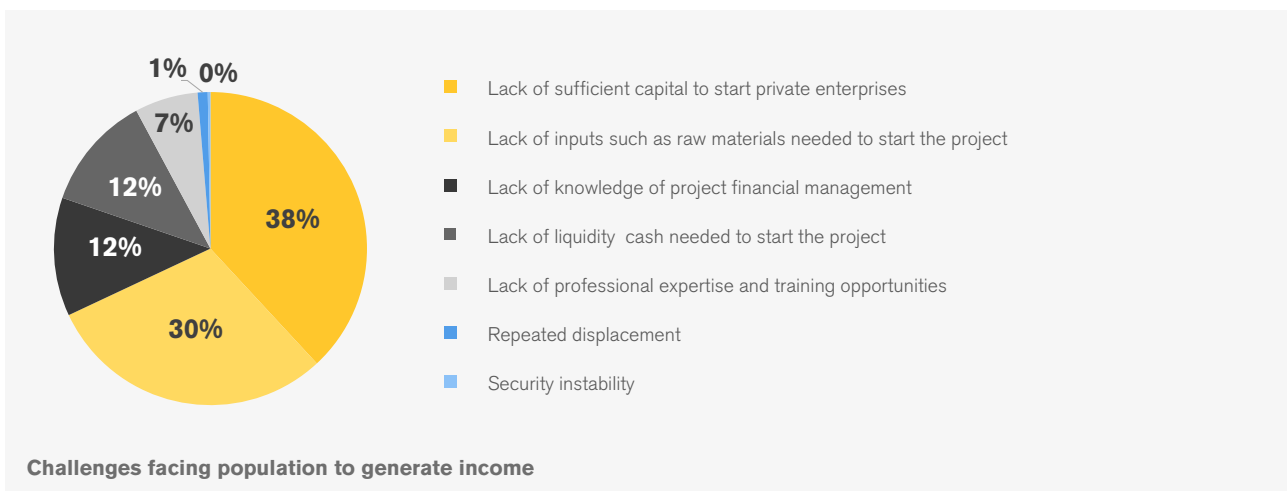 1% 0%
7%
12%
38%
12%
30%
Lack of sufficient capital to start private enterprises
Lack of inputs such as raw materials needed to start the project
Lack of knowledge of project financial management
Lack of liquidity  cash needed to start the project
Lack of professional expertise and training opportunities
Repeated displacement
Security instability
Challenges facing population to generate income